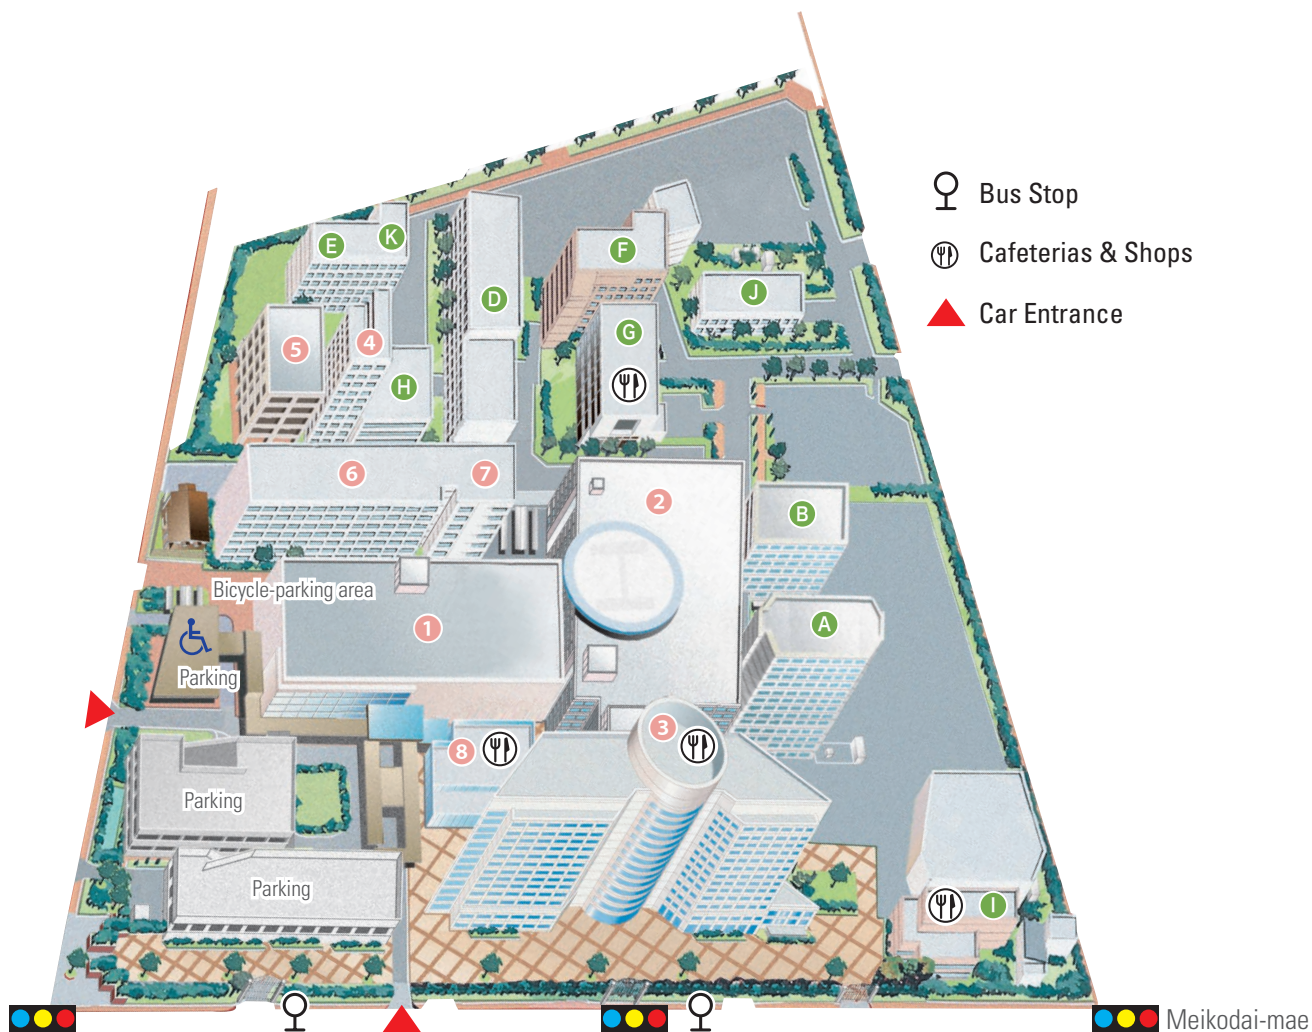 Bus Stop
Cafeterias & Shops
Car Entrance
K
E
F
D
J
G
4
5
H
6
7
2
B
Bicycle-parking area
1
A
Parking
3
8
Parking
Parking
I
Meikodai-mae